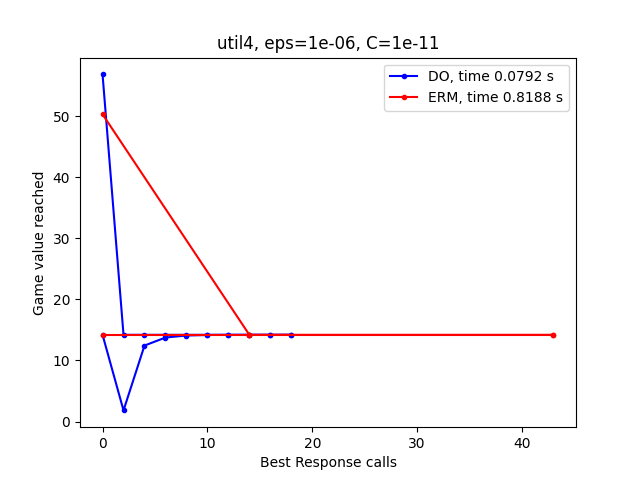 util4, eps=1e-06, C=1e-11
DO, time 0.0792 s
ERM, time 0.8188 s
Game value reached
50
40
30
20
10
0
0 10 20 30 40
Best Response calls